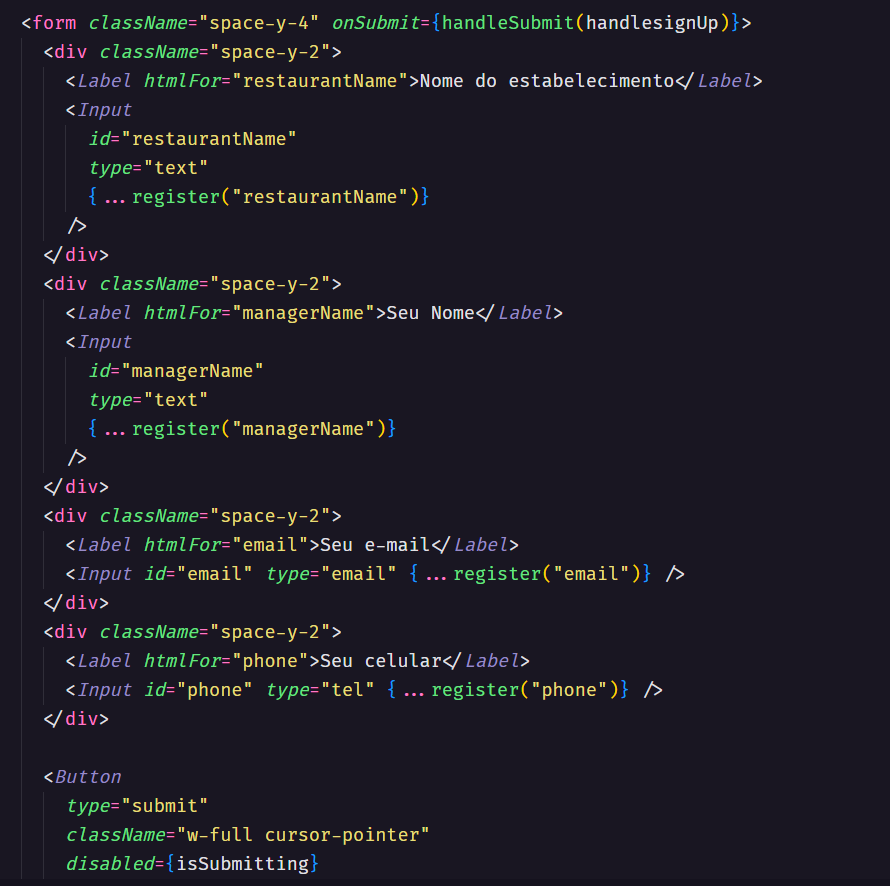 <form className="space-y-4" onSubmit={handleSubmit(handlesignUp)}>
<div className="space-y-2">
<Label htmlFor="restaurantName">Nome do estabelecimento</Label>
<Input
id="restaurantName"
type="text"
{...register("restaurantName")}
/>
</div>
<div className="space-y-2">
<Label htmlFor="managerName">Seu Nome</Label>
<Input
id="managerName"
type="text"
{...register("managerName")}
/>
</div>
<div className="space-y-2">
<Label htmlFor="email">Seu e-mail</Label>
<Input id="email" type="email" {...register("email")} />
</div>
<div className="space-y-2">
<Label htmlFor="phone">Seu celular</Label>
<Input id="phone" type="tel" {...register("phone")} />
</div>
<Button
type="submit"
className="w-full cursor-pointer"
disabled={isSubmitting}